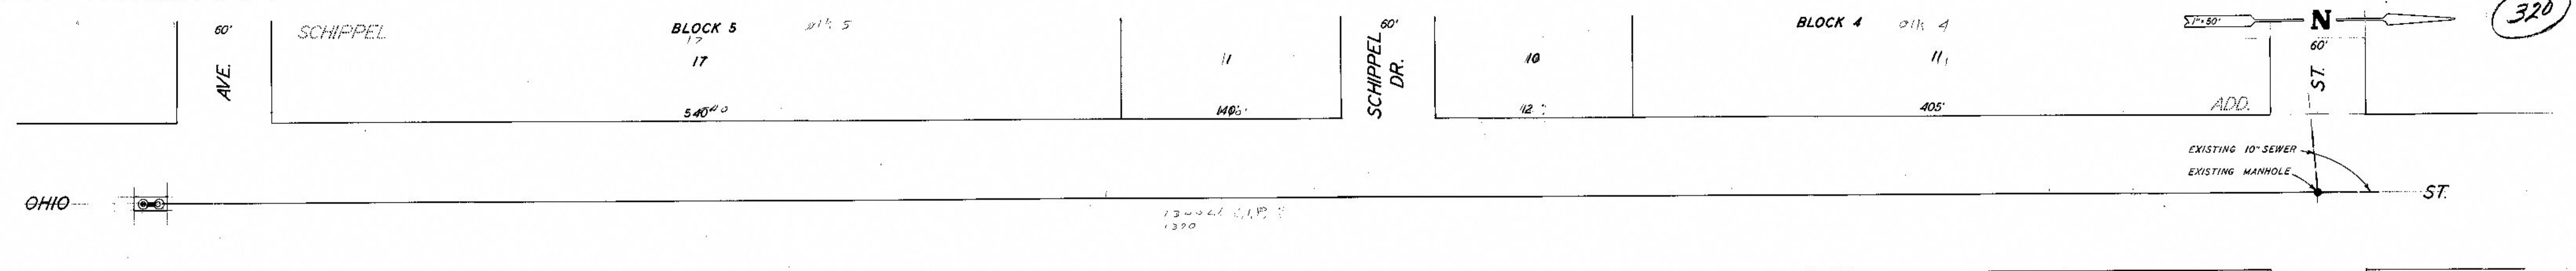 60'
AVE.
SCHIPPEL
BLOCK 5
17
17
540
11
140'
60'
SCHIPPEL
DR.
10
12
BLOCK 4
11
405'
ADD.
1"=50'
N
60'
ST.
320
EXISTING 10" SEWER
EXISTING MANHOLE
OHIO
ST.
1320